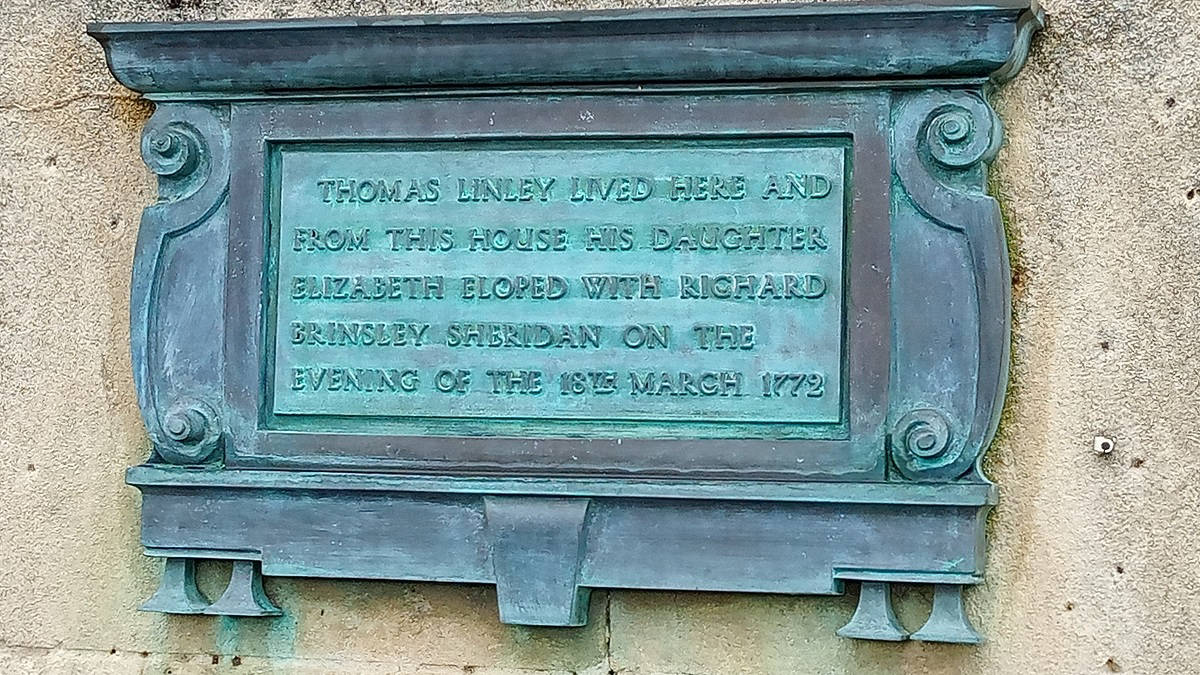 THOMAS LINLEY LIVED HERE AND
FROM THIS HOUSE HIS DAUGHTER
ELIZABETH ELOPED WITH RICHARD
BRINSLEY SHERIDAN ON THE
EVENING OF THE 18TH MARCH 1772